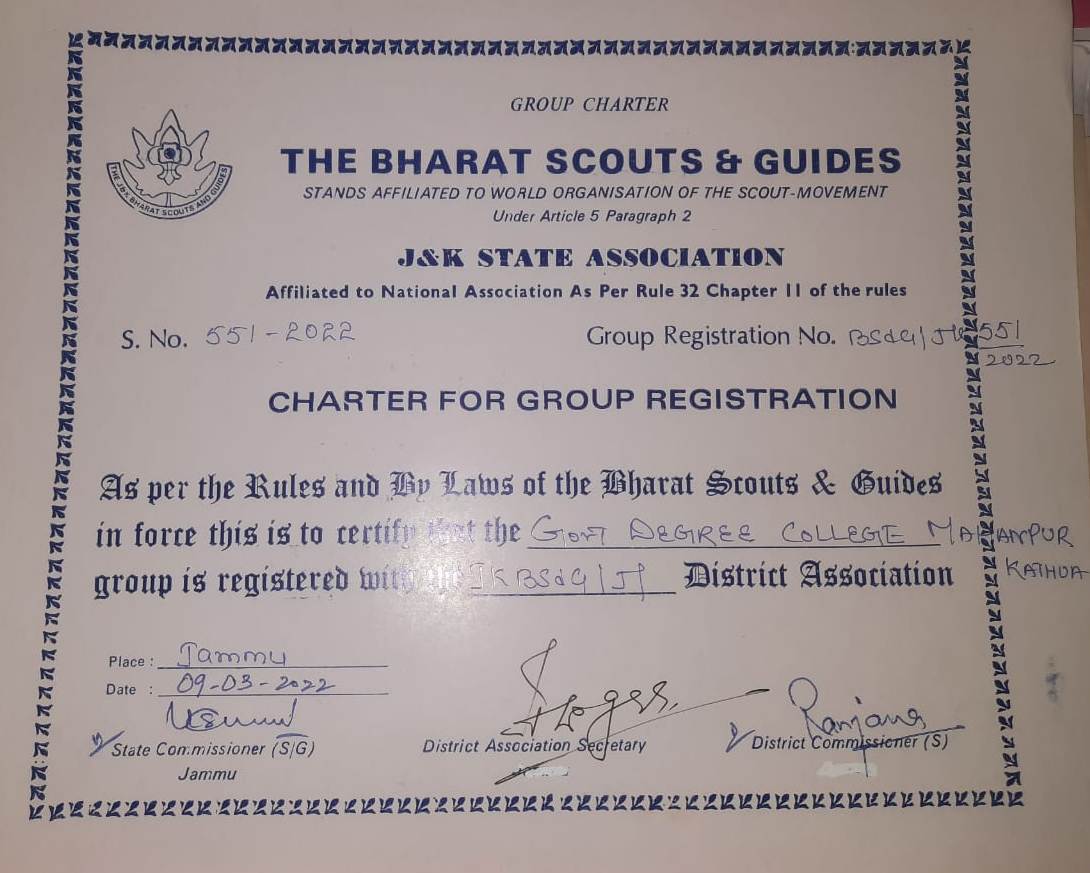 GROUP CHARTER
THE J&K BHARAT SCOUTS AND GUIDES
THE BHARAT SCOUTS & GUIDES
STANDS AFFILIATED TO WORLD ORGANISATION OF THE SCOUT-MOVEMENT
Under Article 5 Paragraph 2
J&K STATE ASSOCIATION
Affiliated to National Association As Per Rule 32 Chapter II of the rules
S. No. 551-2022 Group Registration No. BS&G/JK 551/2022
CHARTER FOR GROUP REGISTRATION
As per the Rules and By Laws of the Bharat Scouts & Guides
in force this is to certify that the Govt DEGREE COLLEGE MAHANPUR
group is registered with the JKBS&G/J District Association KATHUA
Place : Jammu
Date : 09-03-2022
Ranjana
State Commissioner (S/G) District Association Secretary District Commissioner (S)
Jammu